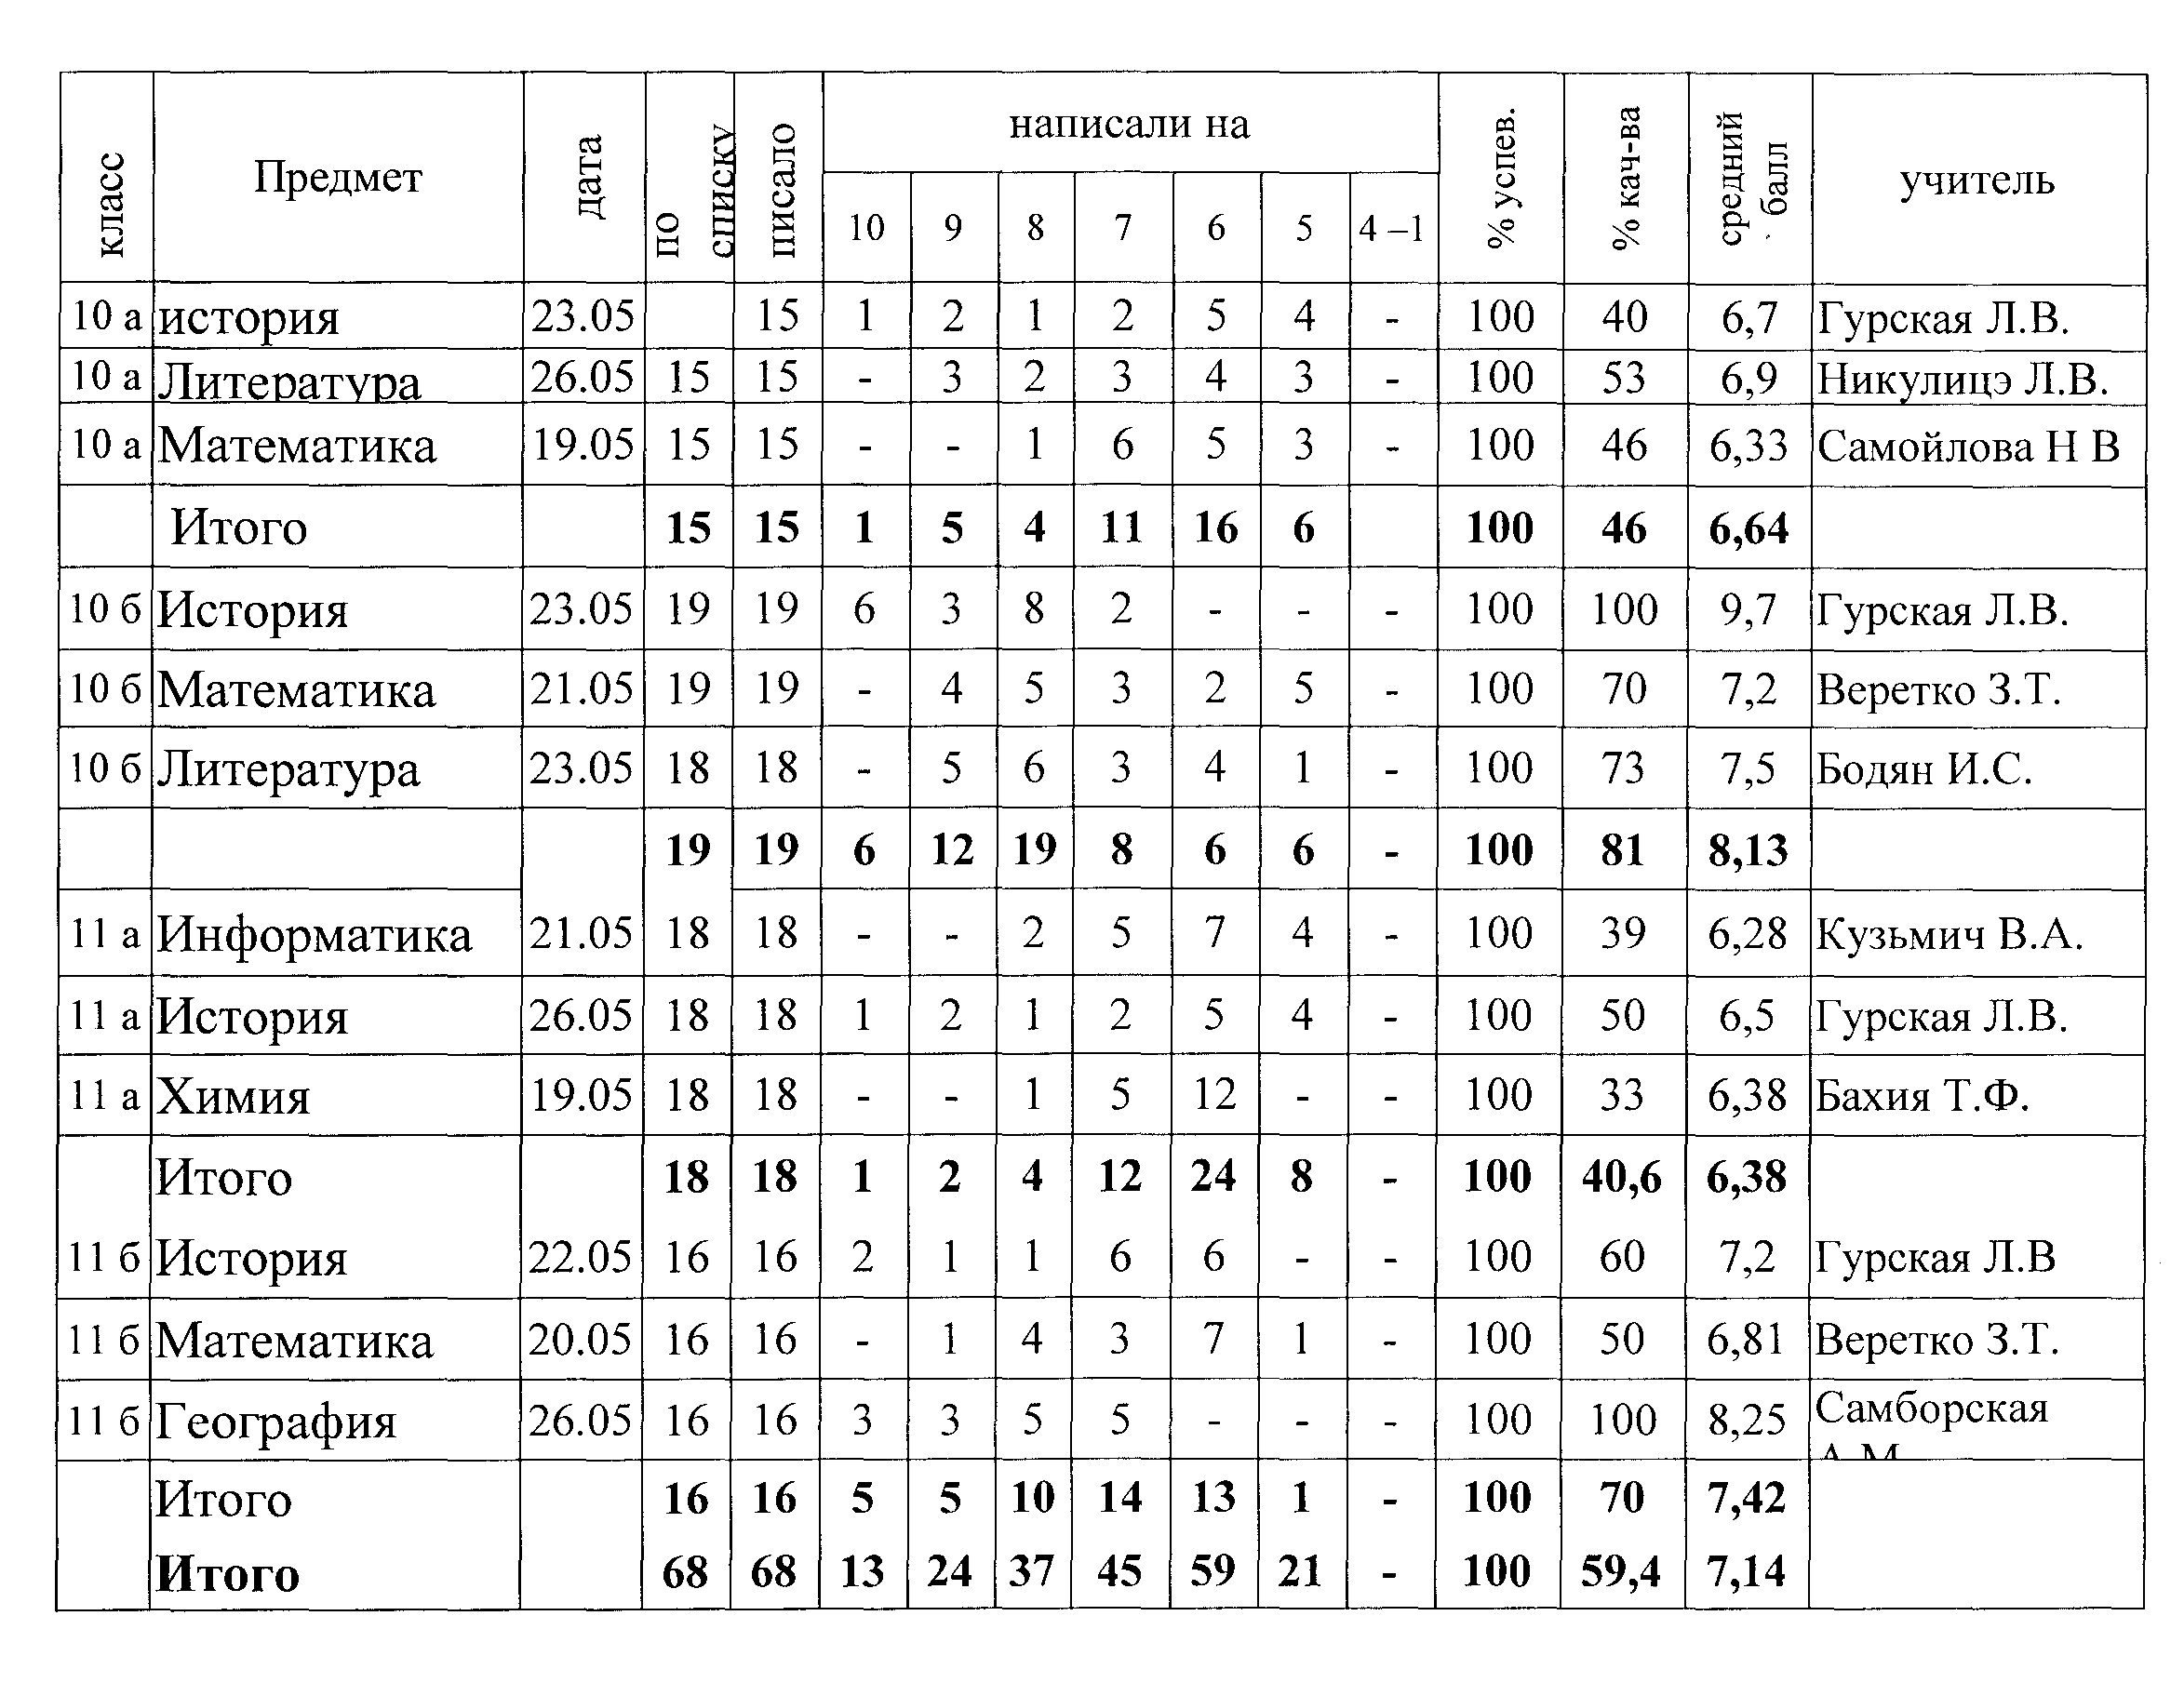 класс Предмет дата по списку писало написали на % успев. % кач-ва средний балл учитель
10 9 8 7 6 5 4 –1
10 а история 23.05 15 1 2 1 2 5 4 - 100 40 6,7 Гурская Л.В.
10 а Литература 26.05 15 15 - 3 2 3 4 3 - 100 53 6,9 Никулицэ Л.В.
10 а Математика 19.05 15 15 - - 1 6 5 3 - 100 46 6,33 Самойлова Н В
Итого 15 15 1 5 4 11 16 6 100 46 6,64
10 б История 23.05 19 19 6 3 8 2 - - - 100 100 9,7 Гурская Л.В.
10 б Математика 21.05 19 19 - 4 5 3 2 5 - 100 70 7,2 Веретко З.Т.
10 б Литература 23.05 18 18 - 5 6 3 4 1 - 100 73 7,5 Бодян И.С.
19 19 6 12 19 8 6 6 - 100 81 8,13
11 а Информатика 21.05 18 18 - - 2 5 7 4 - 100 39 6,28 Кузьмич В.А.
11 а История 26.05 18 18 1 2 1 2 5 4 - 100 50 6,5 Гурская Л.В.
11 а Химия 19.05 18 18 - - 1 5 12 - - 100 33 6,38 Бахия Т.Ф.
Итого 18 18 1 2 4 12 24 8 - 100 40,6 6,38
11 б История 22.05 16 16 2 1 1 6 6 - - 100 60 7,2 Гурская Л.В
11 б Математика 20.05 16 16 - 1 4 3 7 1 - 100 50 6,81 Веретко З.Т.
11 б География 26.05 16 16 3 3 5 5 - - - 100 100 8,25 Самборская
Итого 16 16 5 5 10 14 13 1 - 100 70 7,42
Итого 68 68 13 24 37 45 59 21 - 100 59,4 7,14